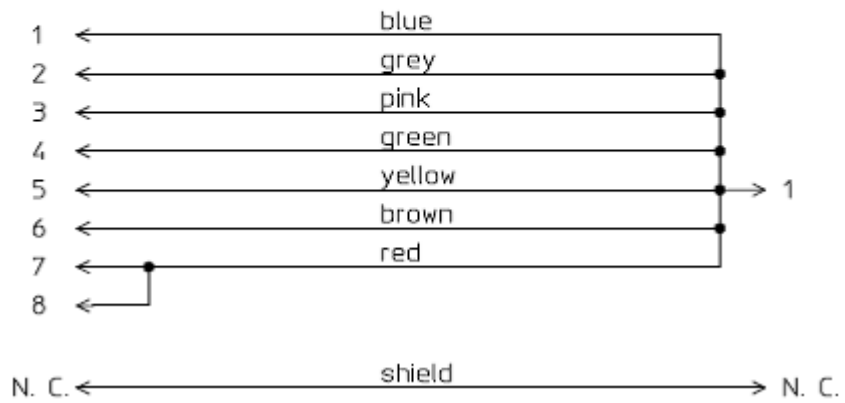 1 blue
2 grey
3 pink
4 green
5 yellow 1
6 brown
7 red
8
N. C. shield N. C.